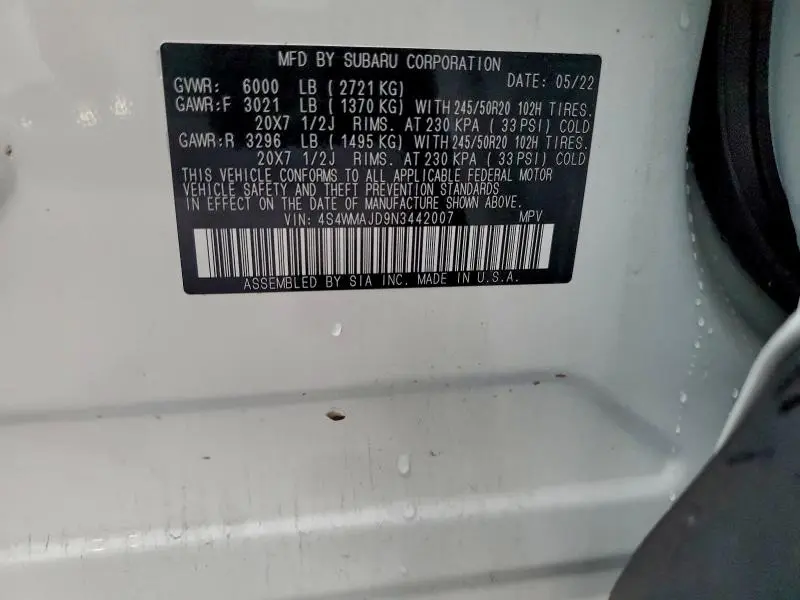 MFD BY SUBARU CORPORATION
GVWR: 6000 LB ( 2721 KG) DATE: 05/22
GAWR:F 3021 LB ( 1370 KG) WITH 245/50R20 102H TIRES.
20X7 1/2J RIMS. AT 230 KPA ( 33 PSI) COLD
GAWR:R 3296 LB ( 1495 KG) WITH 245/50R20 102H TIRES.
20X7 1/2J RIMS. AT 230 KPA ( 33 PSI) COLD
THIS VEHICLE CONFORMS TO ALL APPLICABLE FEDERAL MOTOR
VEHICLE SAFETY AND THEFT PREVENTION STANDARDS
IN EFFECT ON THE DATE OF MANUFACTURE SHOWN ABOVE.
VIN: 4S4WMAJD9N3442007 MPV
ASSEMBLED BY SIA INC. MADE IN U.S.A.